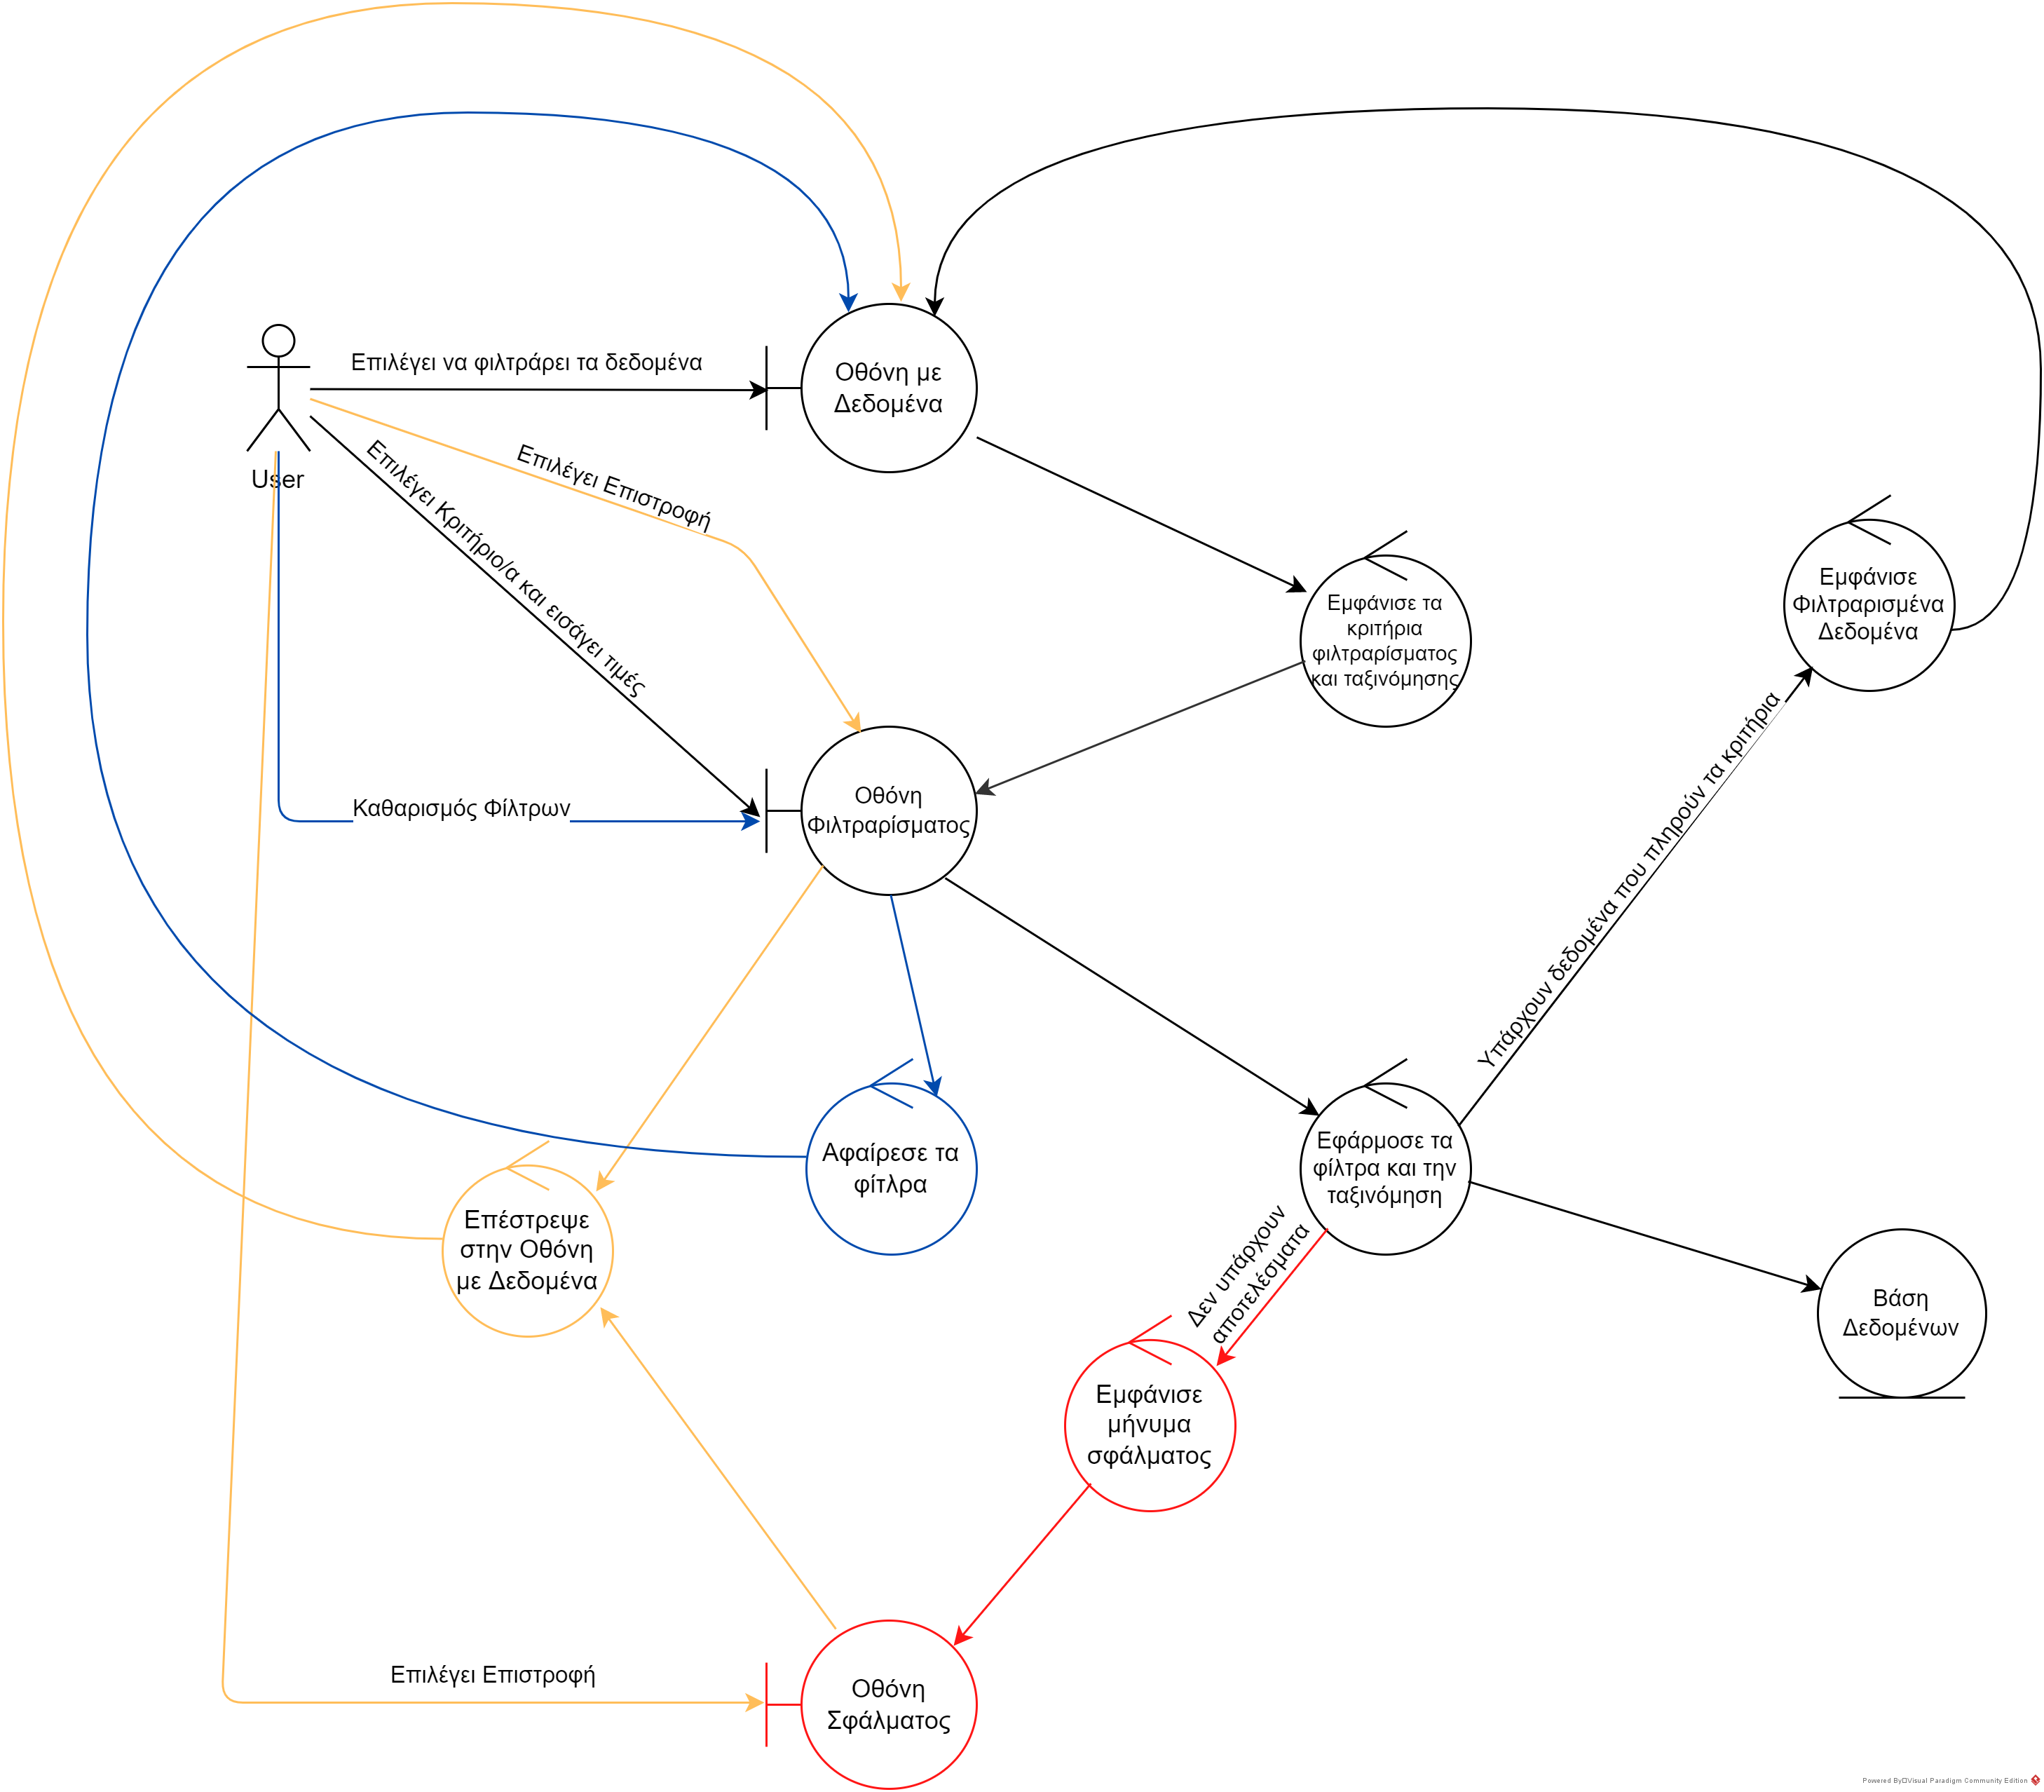 Επιλέγει να φιλτράρει τα δεδομένα
Οθόνη με
Δεδομένα
User
Επιλέγει Επιστροφή
Επιλέγει Κριτήριο/α και εισάγει τιμές
Εμφάνισε τα
κριτήρια
φιλτραρίσματος
και ταξινόμησης
Εμφάνισε
Φιλτραρισμένα
Δεδομένα
Καθαρισμός Φίλτρων
Οθόνη
Φιλτραρίσματος
Υπάρχουν δεδομένα που πληρούν τα κριτήρια
Αφαίρεσε τα
φίτλρα
Εφάρμοσε τα
φίλτρα και την
ταξινόμηση
Επέστρεψε
στην Οθόνη
με Δεδομένα
Δεν υπάρχουν
αποτελέσματα
Βάση
Δεδομένων
Εμφάνισε
μήνυμα
σφάλματος
Επιλέγει Επιστροφή
Οθόνη
Σφάλματος
Powered By□Visual Paradigm Community Edition